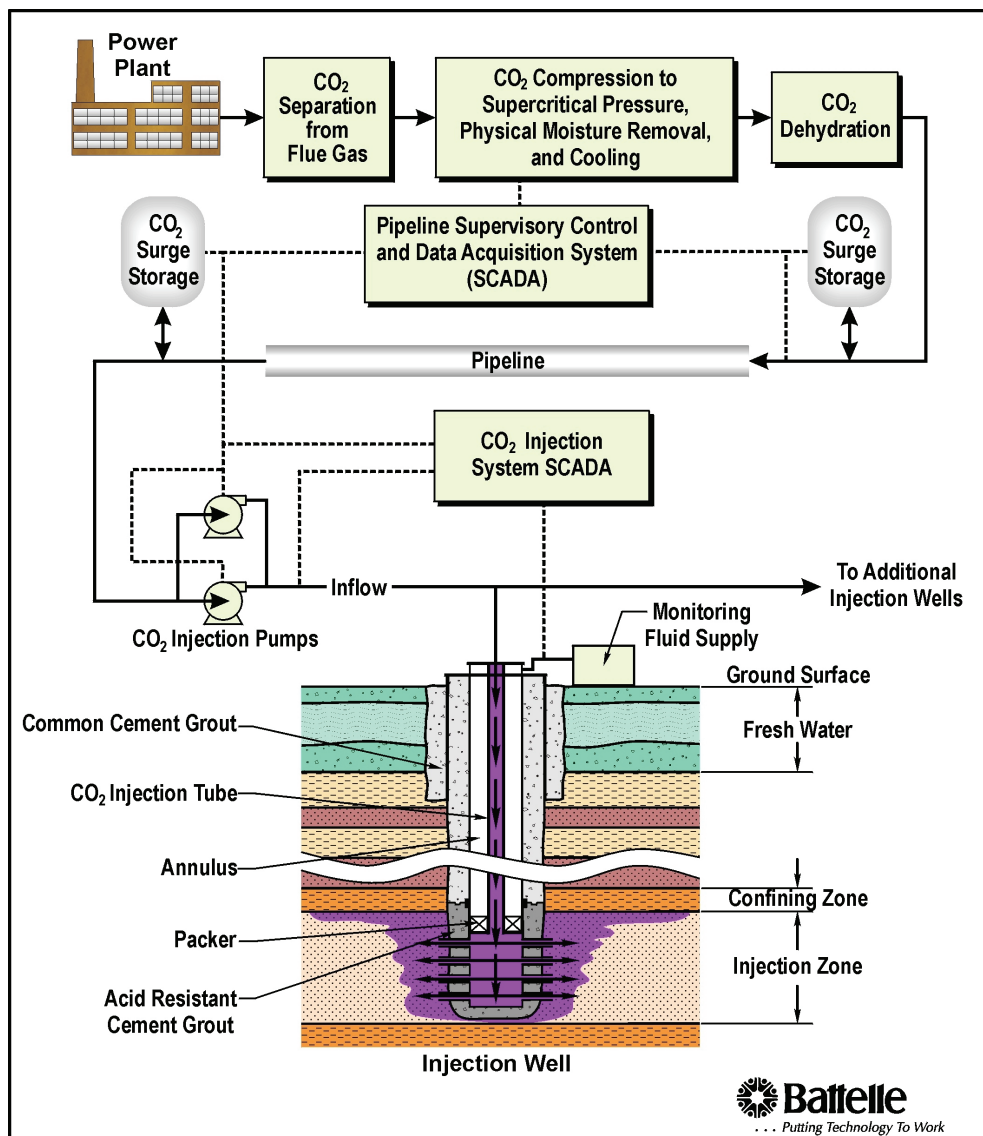 Power
Plant
CO₂
Separation
from
Flue Gas
CO₂ Compression to
Supercritical Pressure,
Physical Moisture Removal,
and Cooling
CO₂
Dehydration
CO₂
Surge
Storage
Pipeline Supervisory Control
and Data Acquisition System
(SCADA)
CO₂
Surge
Storage
Pipeline
CO₂ Injection
System SCADA
Inflow
To Additional
Injection Wells
CO₂ Injection Pumps
Monitoring
Fluid Supply
Ground Surface
Common Cement Grout
Fresh Water
CO₂ Injection Tube
Annulus
Confining Zone
Packer
Injection Zone
Acid Resistant
Cement Grout
Injection Well
Battelle
. . . Putting Technology To Work